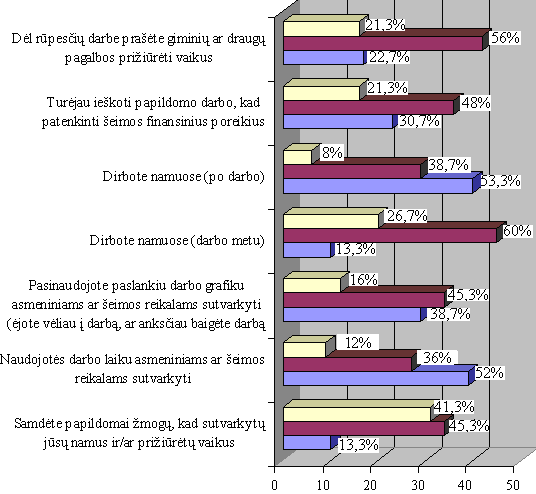 21,3%
Dėl rūpesčių darbe prašėte giminių ar draugų
56%
pagalbos prižiūrėti vaikus
22,7%
21,3%
Turėjau ieškoti papildomo darbo, kad
48%
patenkinti šeimos finansinius poreikius
30,7%
8%
38,7%
Dirbote namuose (po darbo)
53,3%
26,7%
Dirbote namuose (darbo metu)
60%
13,3%
Pasinaudojote paslankiu darbo grafiku
16%
asmeniniams ar šeimos reikalams sutvarkyti
45,3%
(ėjote vėliau į darbą, ar anksčiau baigėte darbą
38,7%
12%
Naudojotės darbo laiku asmeniniams ar šeimos
36%
reikalams sutvarkyti
52%
41,3%
Samdėte papildomai žmogų, kad sutvarkytų
45,3%
jūsų namus ir/ar prižiūrėtų vaikus
13,3%
0 10 20 30 40 50